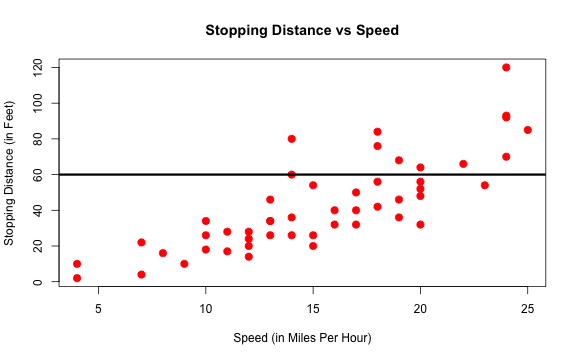 Stopping Distance vs Speed
Stopping Distance (in Feet)
120
100
80
60
40
20
0
5 10 15 20 25
Speed (in Miles Per Hour)